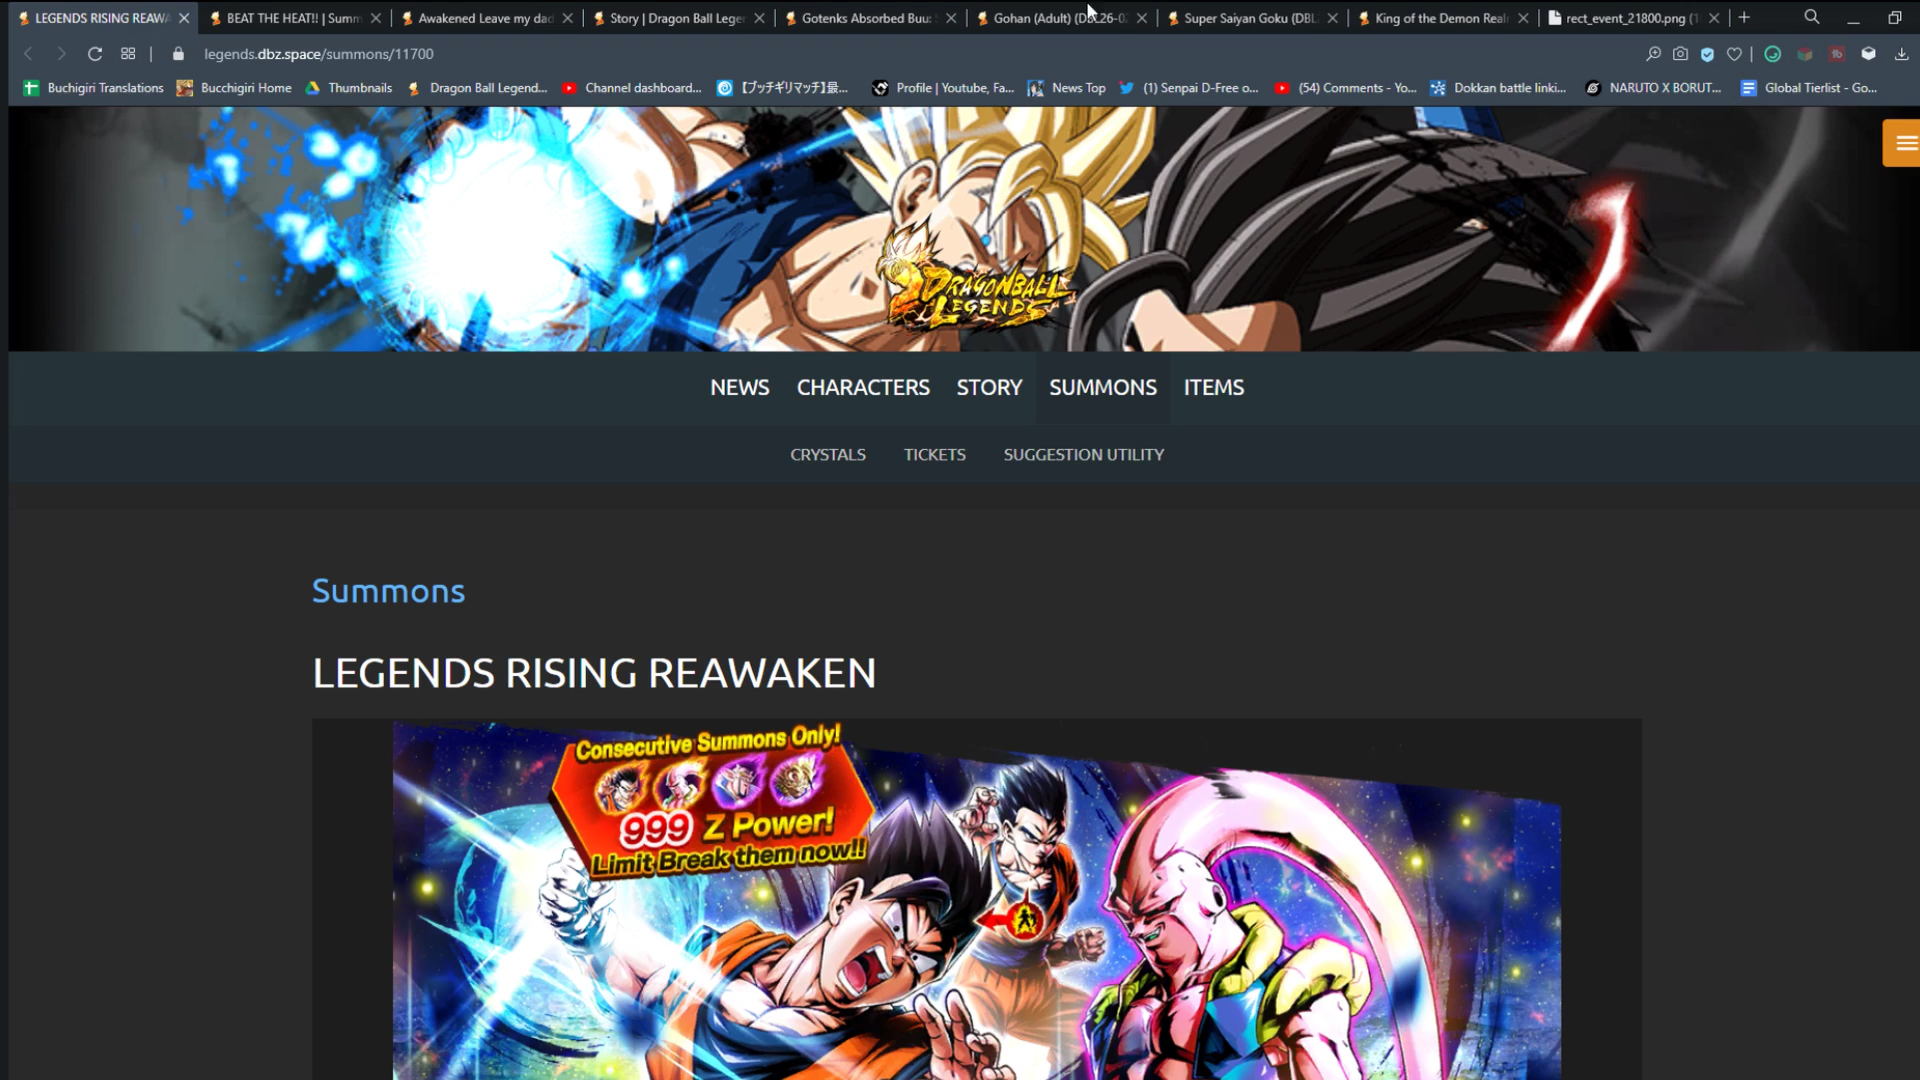 LEGENDS RISING REAWA
BEAT THE HEAT!! | Summ
Awakened Leave my dad
Story | Dragon Ball Leger
Gotenks Absorbed Buu:
Gohan (Adult) (DBL26-0
Super Saiyan Goku (DBL
King of the Demon Real
rect_event_21800.png (1
legends.dbz.space/summons/11700
Buchigiri Translations
Bucchigiri Home
Thumbnails
Dragon Ball Legend...
Channel dashboard...
【ブッチギリマッチ】最...
Profile | Youtube, Fa...
News Top
(1) Senpai D-Free o...
(54) Comments - Yo...
Dokkan battle linki...
NARUTO X BORUT...
Global Tierlist - Go...
DRAGONBALL
LEGENDS
NEWS
CHARACTERS
STORY
SUMMONS
ITEMS
CRYSTALS
TICKETS
SUGGESTION UTILITY
Summons
LEGENDS RISING REAWAKEN
Consecutive Summons Only!
999 Z Power!
Limit Break them now!!